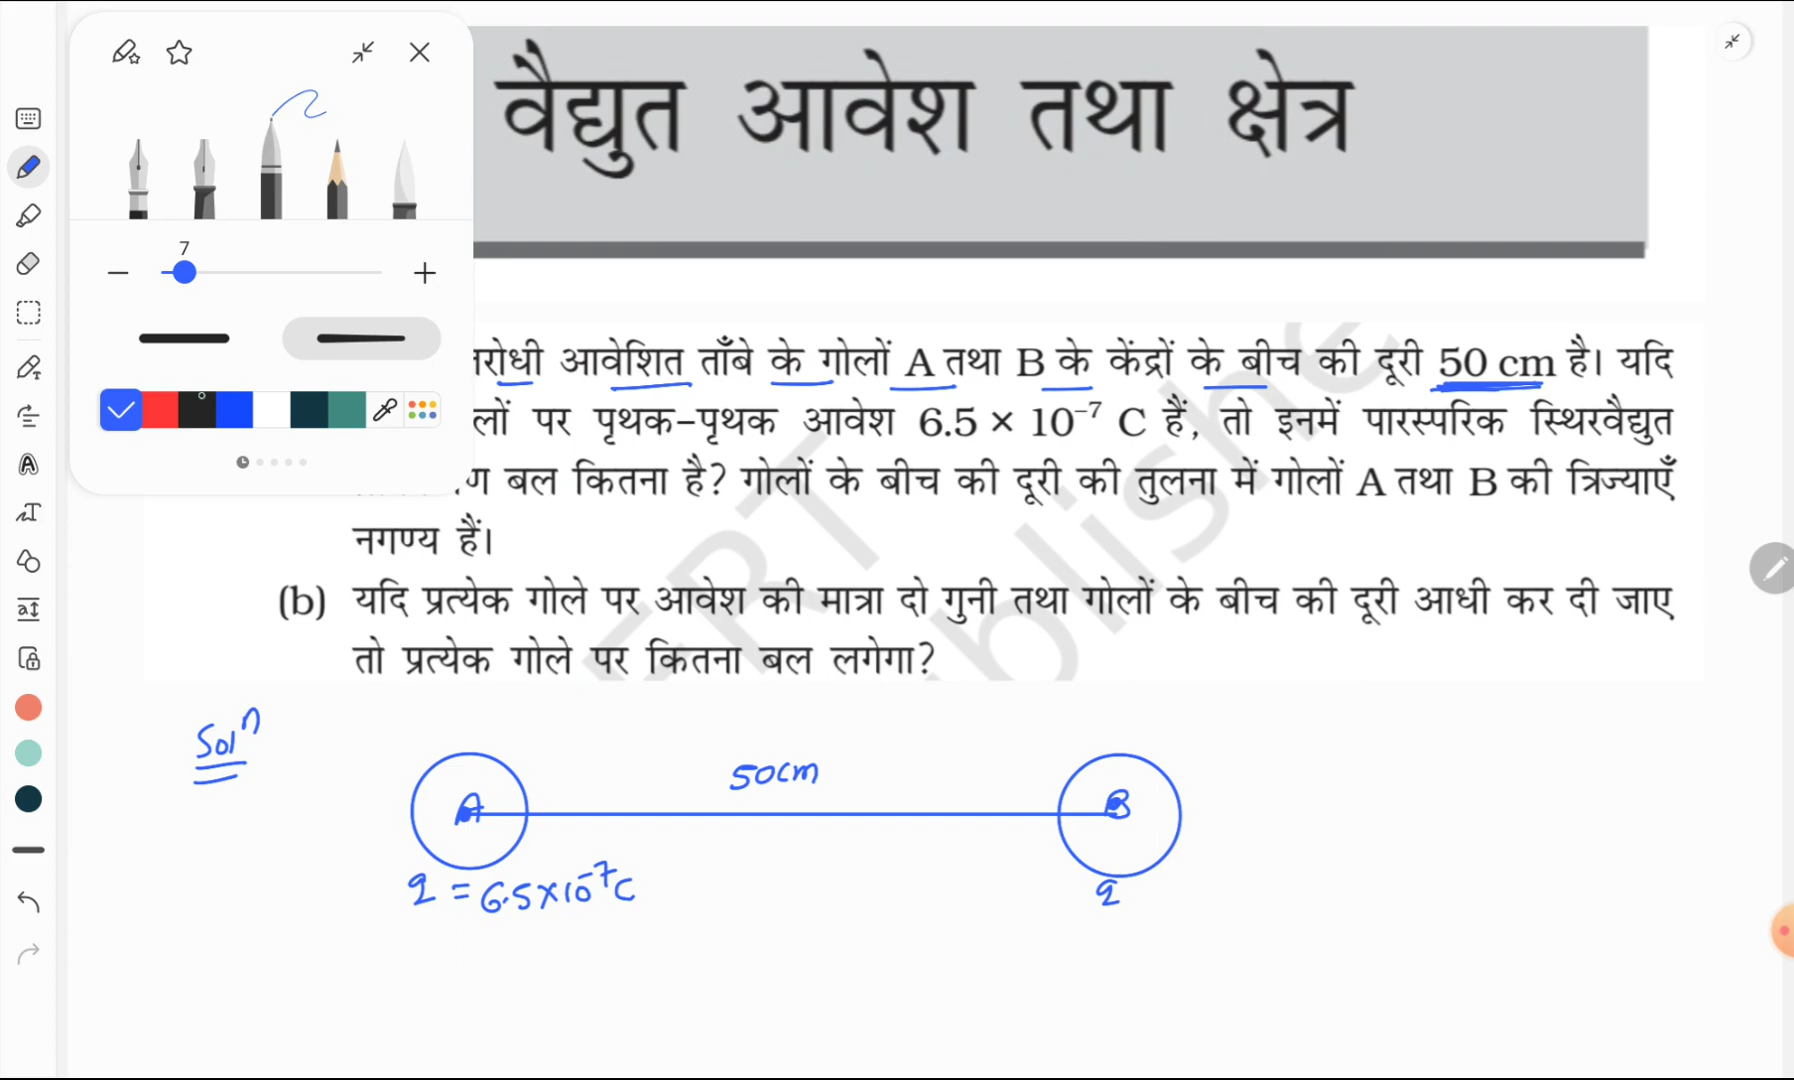 वैद्युत आवेश तथा क्षेत्र
7
आवेशित ताँबे के गोलों A तथा B के केंद्रों के बीच की दूरी 50 cm है। यदि
पर पृथक-पृथक आवेश 6.5 × 10⁻⁷ C हैं, तो इनमें पारस्परिक स्थिरवैद्युत
बल कितना है? गोलों के बीच की दूरी की तुलना में गोलों A तथा B की त्रिज्याएँ
नगण्य हैं।
(b) यदि प्रत्येक गोले पर आवेश की मात्रा दो गुनी तथा गोलों के बीच की दूरी आधी कर दी जाए
तो प्रत्येक गोले पर कितना बल लगेगा?
Solⁿ
50cm
A B
q = 6.5×10⁻⁷C q